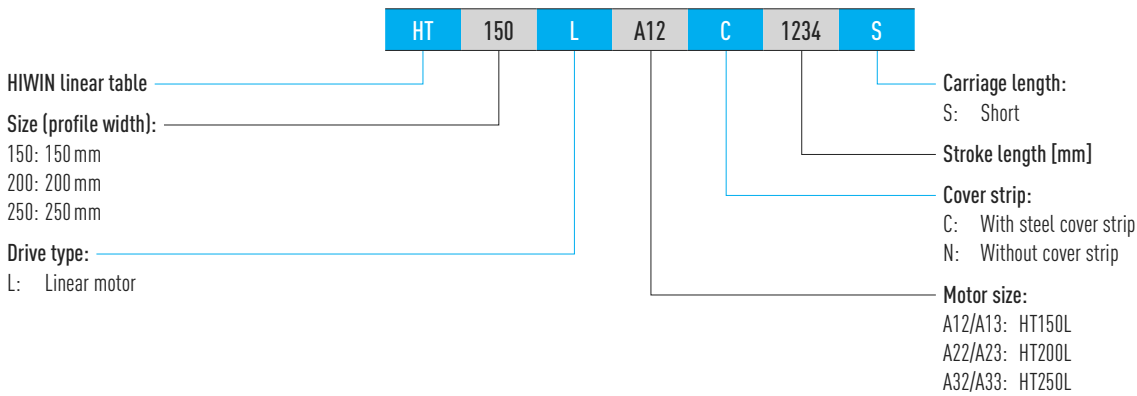 HT 150 L A12 C 1234 S
HIWIN linear table
Size (profile width):
150: 150 mm
200: 200 mm
250: 250 mm
Drive type:
L: Linear motor
Carriage length:
S: Short
Stroke length [mm]
Cover strip:
C: With steel cover strip
N: Without cover strip
Motor size:
A12/A13: HT150L
A22/A23: HT200L
A32/A33: HT250L